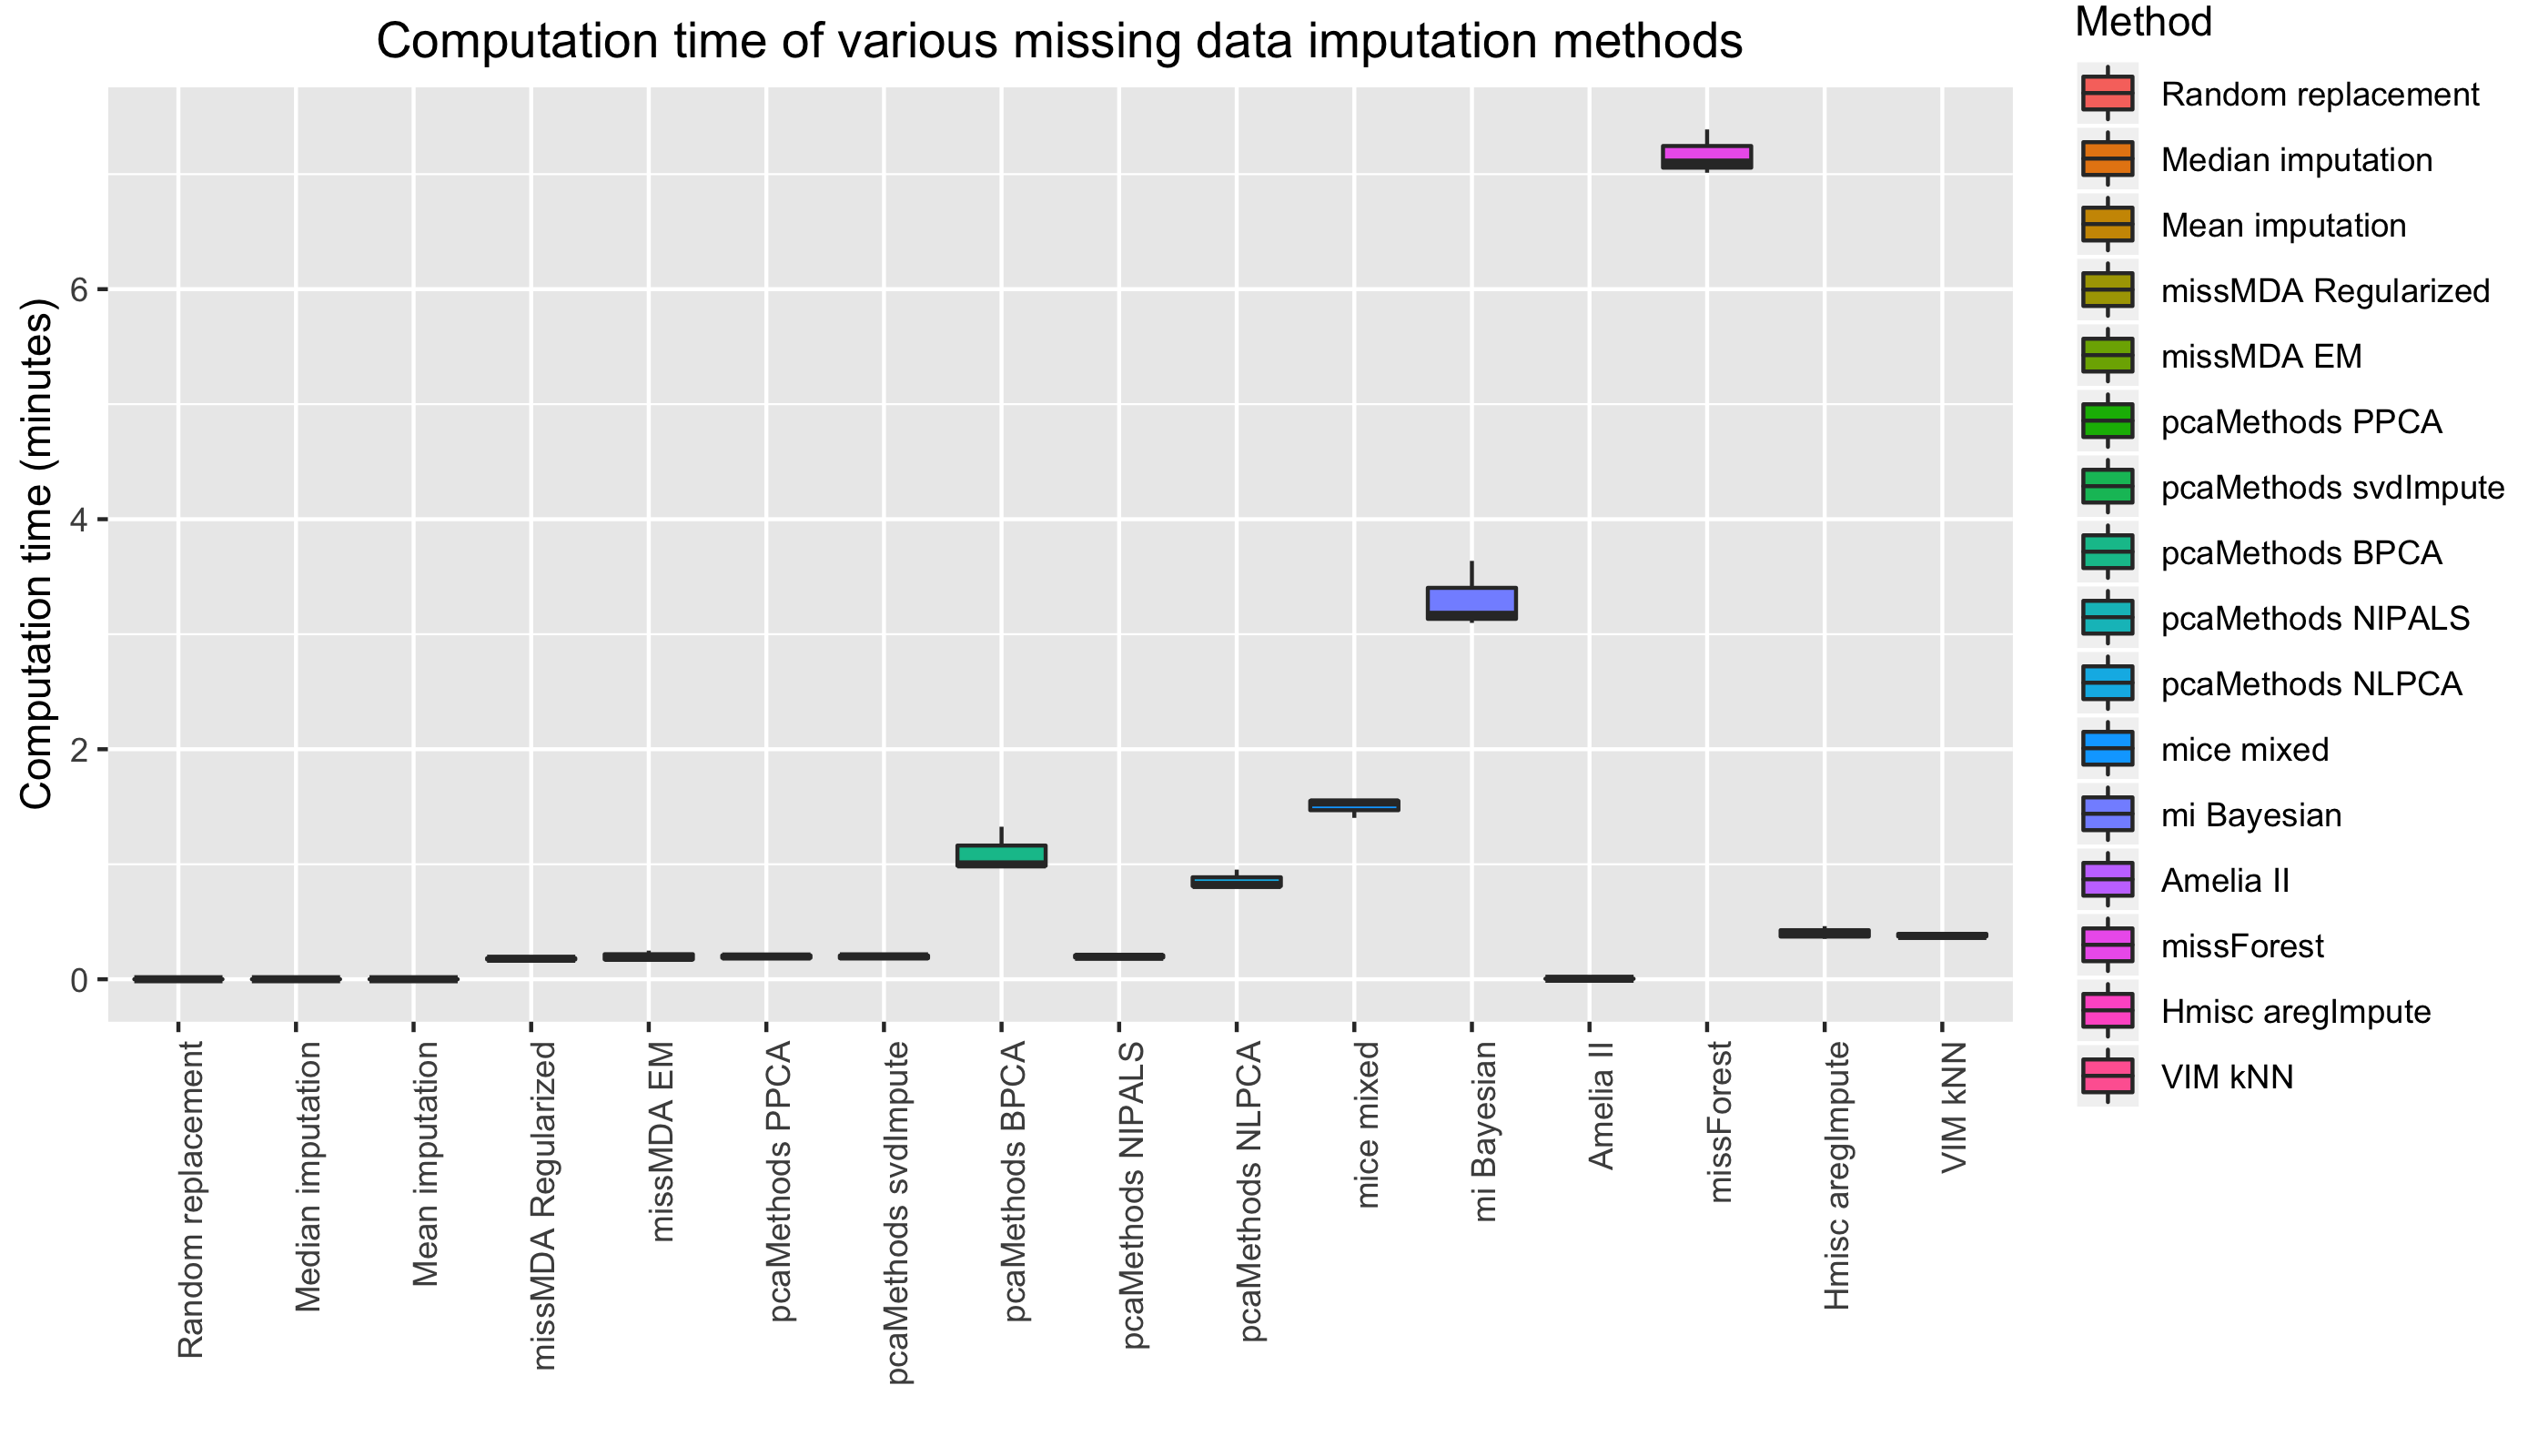 Computation time of various missing data imputation methods
Computation time (minutes)
6
4
2
0
Random replacement
Median imputation
Mean imputation
missMDA Regularized
missMDA EM
pcaMethods PPCA
pcaMethods svdImpute
pcaMethods BPCA
pcaMethods NIPALS
pcaMethods NLPCA
mice mixed
mi Bayesian
Amelia II
missForest
Hmisc aregImpute
VIM kNN
Method
Random replacement
Median imputation
Mean imputation
missMDA Regularized
missMDA EM
pcaMethods PPCA
pcaMethods svdImpute
pcaMethods BPCA
pcaMethods NIPALS
pcaMethods NLPCA
mice mixed
mi Bayesian
Amelia II
missForest
Hmisc aregImpute
VIM kNN